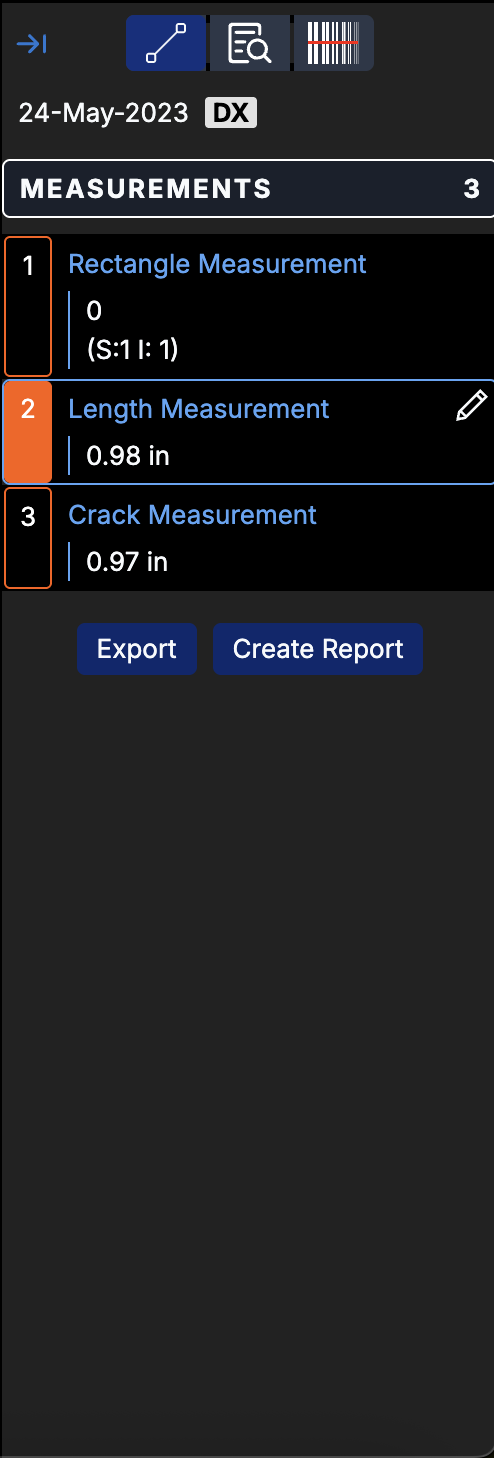 24-May-2023 DX
MEASUREMENTS 3
1 Rectangle Measurement
0
(S:1 I: 1)
2 Length Measurement
0.98 in
3 Crack Measurement
0.97 in
Export Create Report